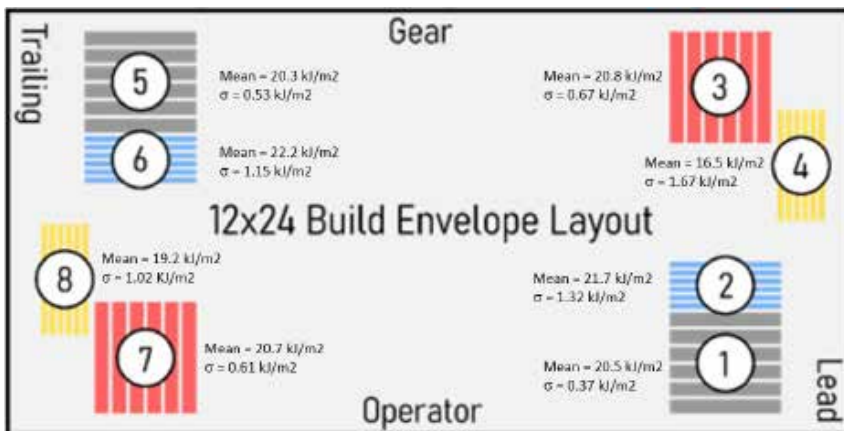 Trailing
Gear
5
Mean = 20.3 kJ/m2
σ = 0.53 kJ/m2
Mean = 20.8 kJ/m2
σ = 0.67 kJ/m2
3
6
Mean = 22.2 kJ/m2
σ = 1.15 kJ/m2
Mean = 16.5 kJ/m2
σ = 1.67 kJ/m2
4
12x24 Build Envelope Layout
8
Mean = 19.2 kJ/m2
σ = 1.02 KJ/m2
Mean = 21.7 kJ/m2
σ = 1.32 kJ/m2
2
7
Mean = 20.7 kJ/m2
σ = 0.61 kJ/m2
Mean = 20.5 kJ/m2
σ = 0.37 kJ/m2
1
Operator
Lead